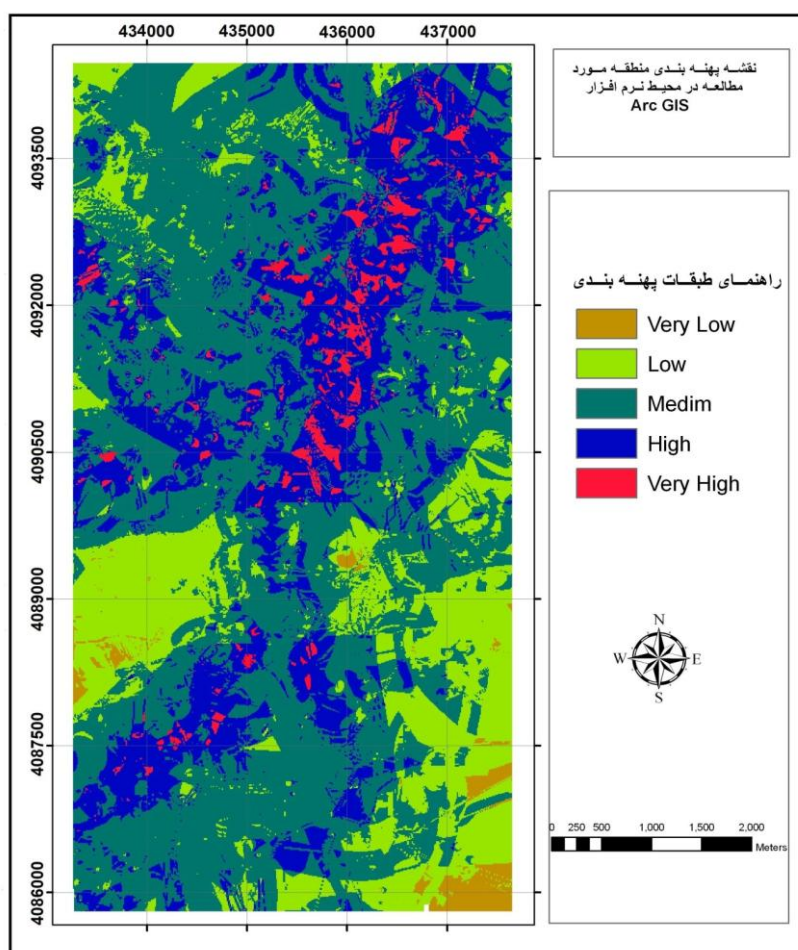 434000 435000 436000 437000
4093500
4092000
4090500
4089000
4087500
4086000
نقشه پهنه بندی منطقه مورد
مطالعه در محیط نرم افزار
Arc GIS
راهنمای طبقات پهنه بندی
Very Low
Low
Medim
High
Very High
N
W E
S
0 250 500 1,000 1,500 2,000
Meters